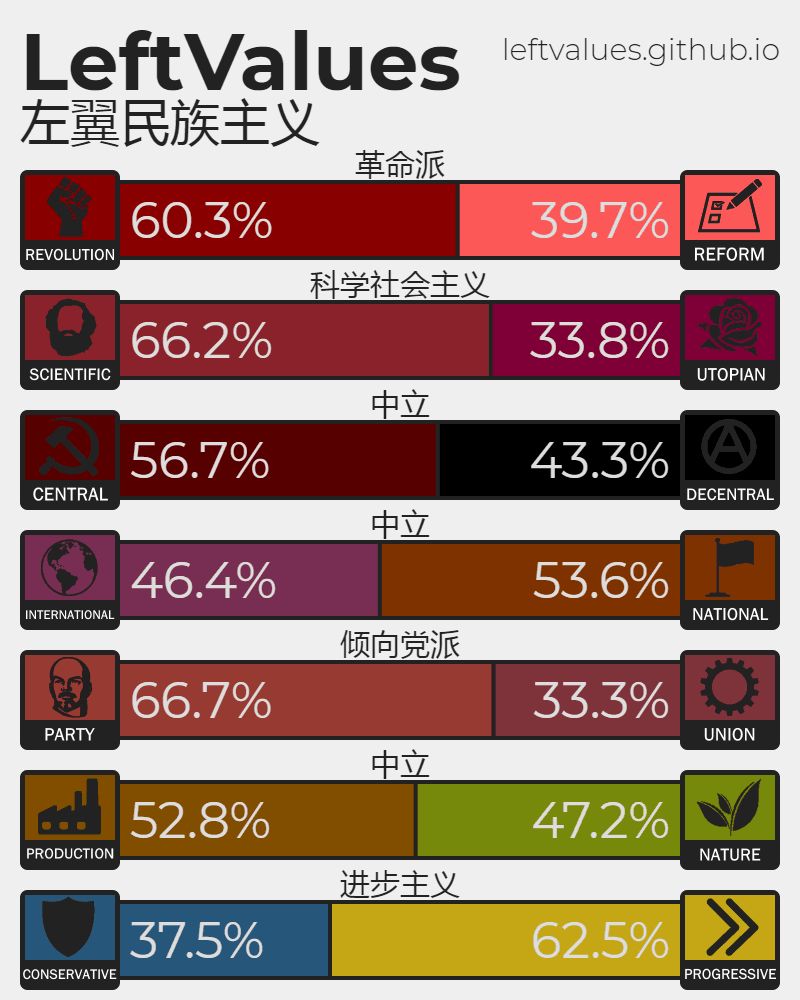 LeftValues
leftvalues.github.io
左翼民族主义
革命派
REVOLUTION 60.3% 39.7% REFORM
科学社会主义
SCIENTIFIC 66.2% 33.8% UTOPIAN
中立
CENTRAL 56.7% 43.3% DECENTRAL
中立
INTERNATIONAL 46.4% 53.6% NATIONAL
倾向党派
PARTY 66.7% 33.3% UNION
中立
PRODUCTION 52.8% 47.2% NATURE
进步主义
CONSERVATIVE 37.5% 62.5% PROGRESSIVE